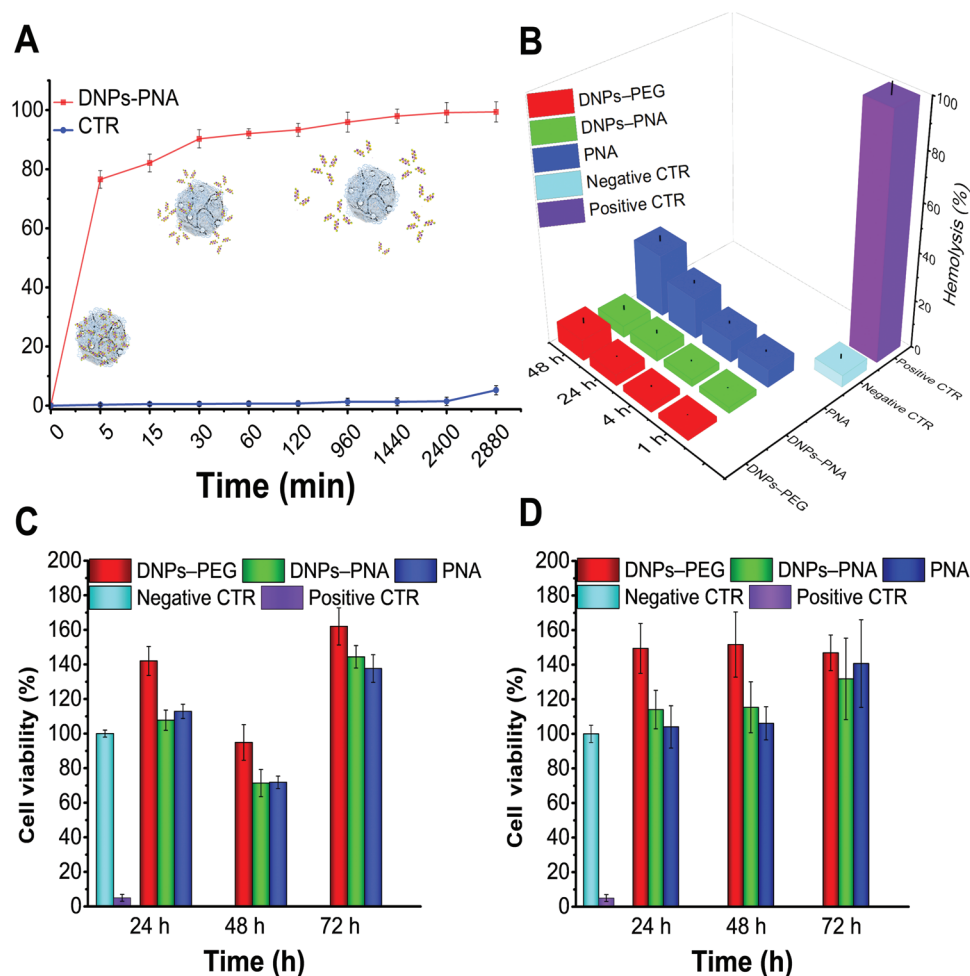 A
DNPs-PNA
CTR
100
80
60
40
20
0
0 5 15 30 60 120 960 1440 2400 2880
Time (min)
B
DNPs–PEG
DNPs–PNA
PNA
Negative CTR
Positive CTR
100
80
60
40
20
0
Hemolysis (%)
48 h
24 h
4 h
1 h
Positive CTR
Negative CTR
PNA
DNPs–PNA
DNPs–PEG
C
200
180
160
140
120
100
80
60
40
20
0
Cell viability (%)
DNPs–PEG DNPs–PNA PNA
Negative CTR Positive CTR
24 h 48 h 72 h
Time (h)
D
200
180
160
140
120
100
80
60
40
20
0
Cell viability (%)
DNPs–PEG DNPs–PNA PNA
Negative CTR Positive CTR
24 h 48 h 72 h
Time (h)